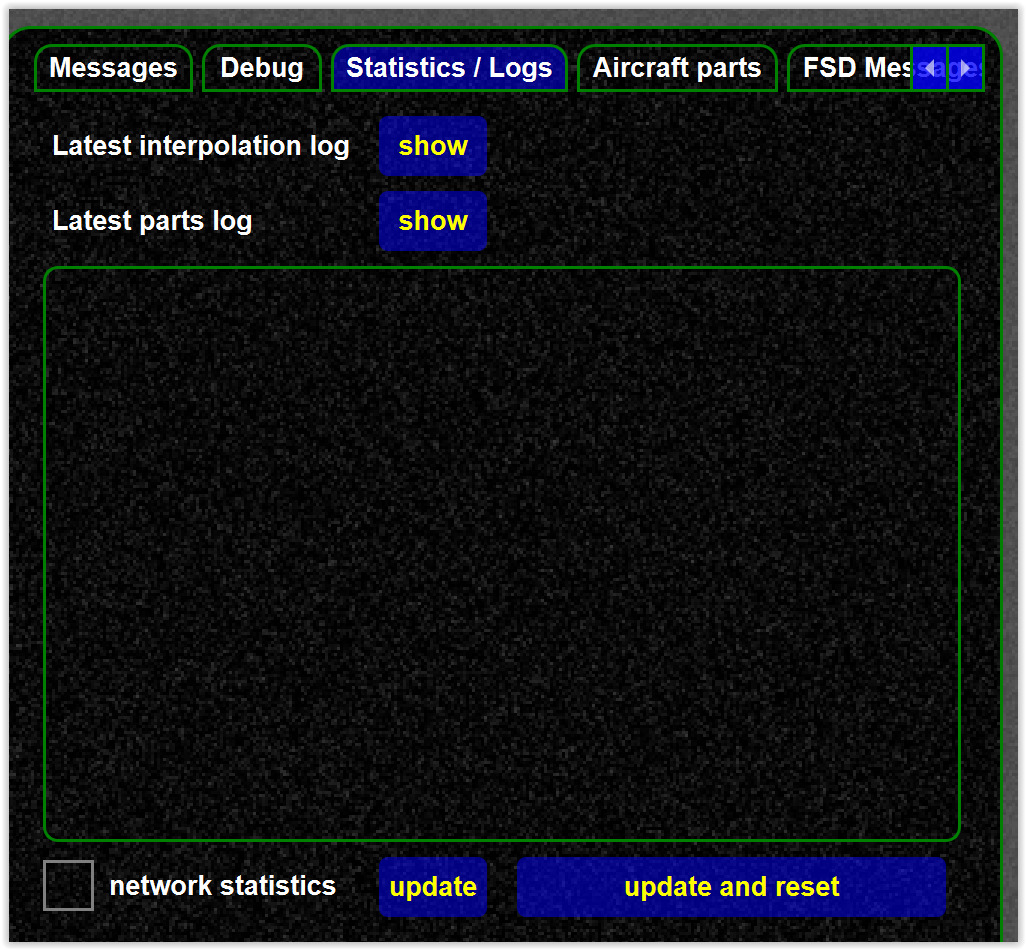 Messages Debug Statistics / Logs Aircraft parts FSD Messages
Latest interpolation log show
Latest parts log show
network statistics update update and reset